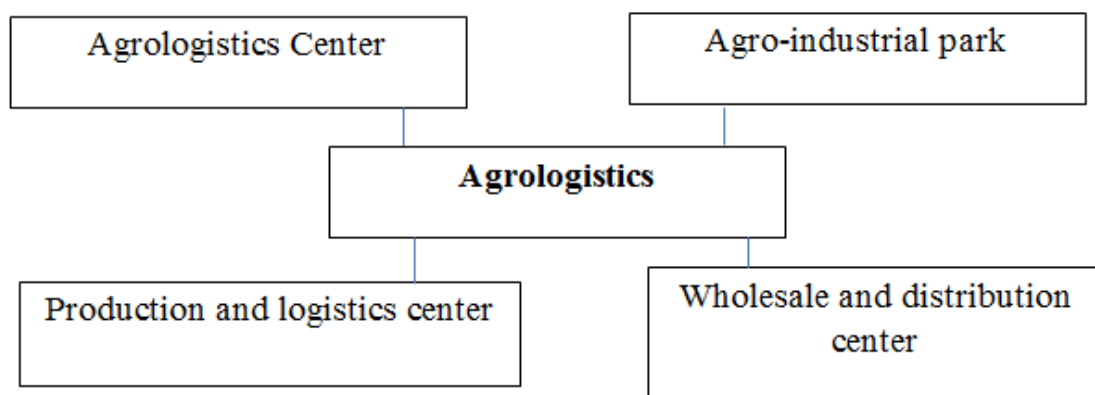 Agrologistics Center
Agro-industrial park
Agrologistics
Production and logistics center
Wholesale and distribution
center